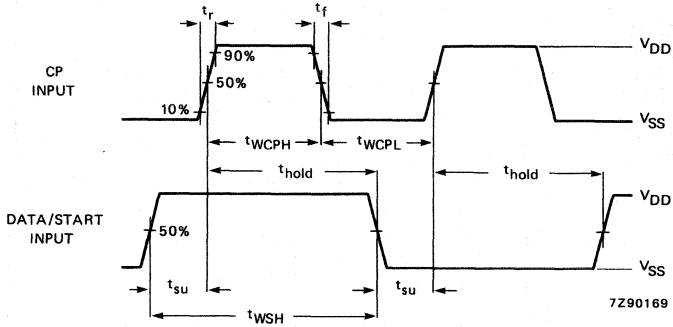 tr
tf
90%
VDD
CP
INPUT
50%
10%
VSS
tWCPH
tWCPL
thold
thold
VDD
DATA/START
INPUT
50%
VSS
tsu
tsu
7Z90169
tWSH